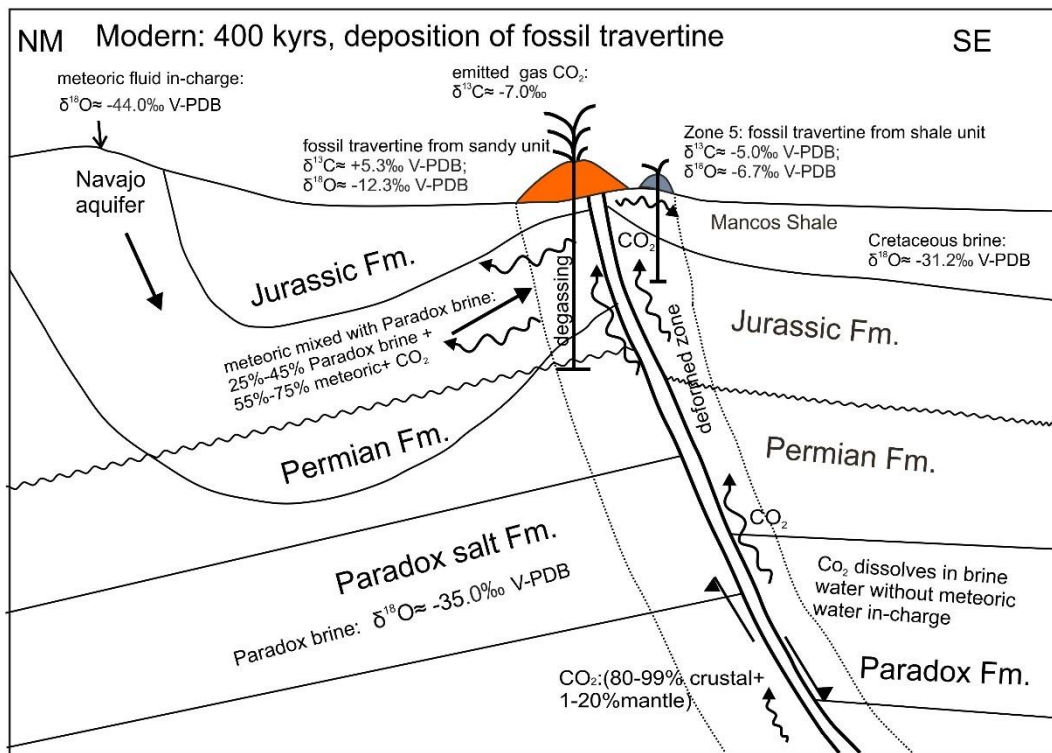 NM
Modern: 400 kyrs, deposition of fossil travertine
SE
meteoric fluid in-charge:
δ¹⁸O≈ -44.0‰ V-PDB
emitted gas CO₂:
δ¹³C≈ -7.0‰
fossil travertine from sandy unit
δ¹³C≈ +5.3‰ V-PDB;
δ¹⁸O≈ -12.3‰ V-PDB
Zone 5: fossil travertine from shale unit
δ¹³C≈ -5.0‰ V-PDB;
δ¹⁸O≈ -6.7‰ V-PDB
Navajo
aquifer
Mancos Shale
Cretaceous brine:
δ¹⁸O≈ -31.2‰ V-PDB
CO₂
Jurassic Fm.
degassing
deformed zone
Jurassic Fm.
meteoric mixed with Paradox brine:
25%-45% Paradox brine +
55%-75% meteoric+ CO₂
Permian Fm.
Permian Fm.
CO₂
Paradox salt Fm.
Paradox brine: δ¹⁸O≈ -35.0‰ V-PDB
Co₂ dissolves in brine
water without meteoric
water in-charge
Paradox Fm.
CO₂:(80-99% crustal+
1-20%mantle)